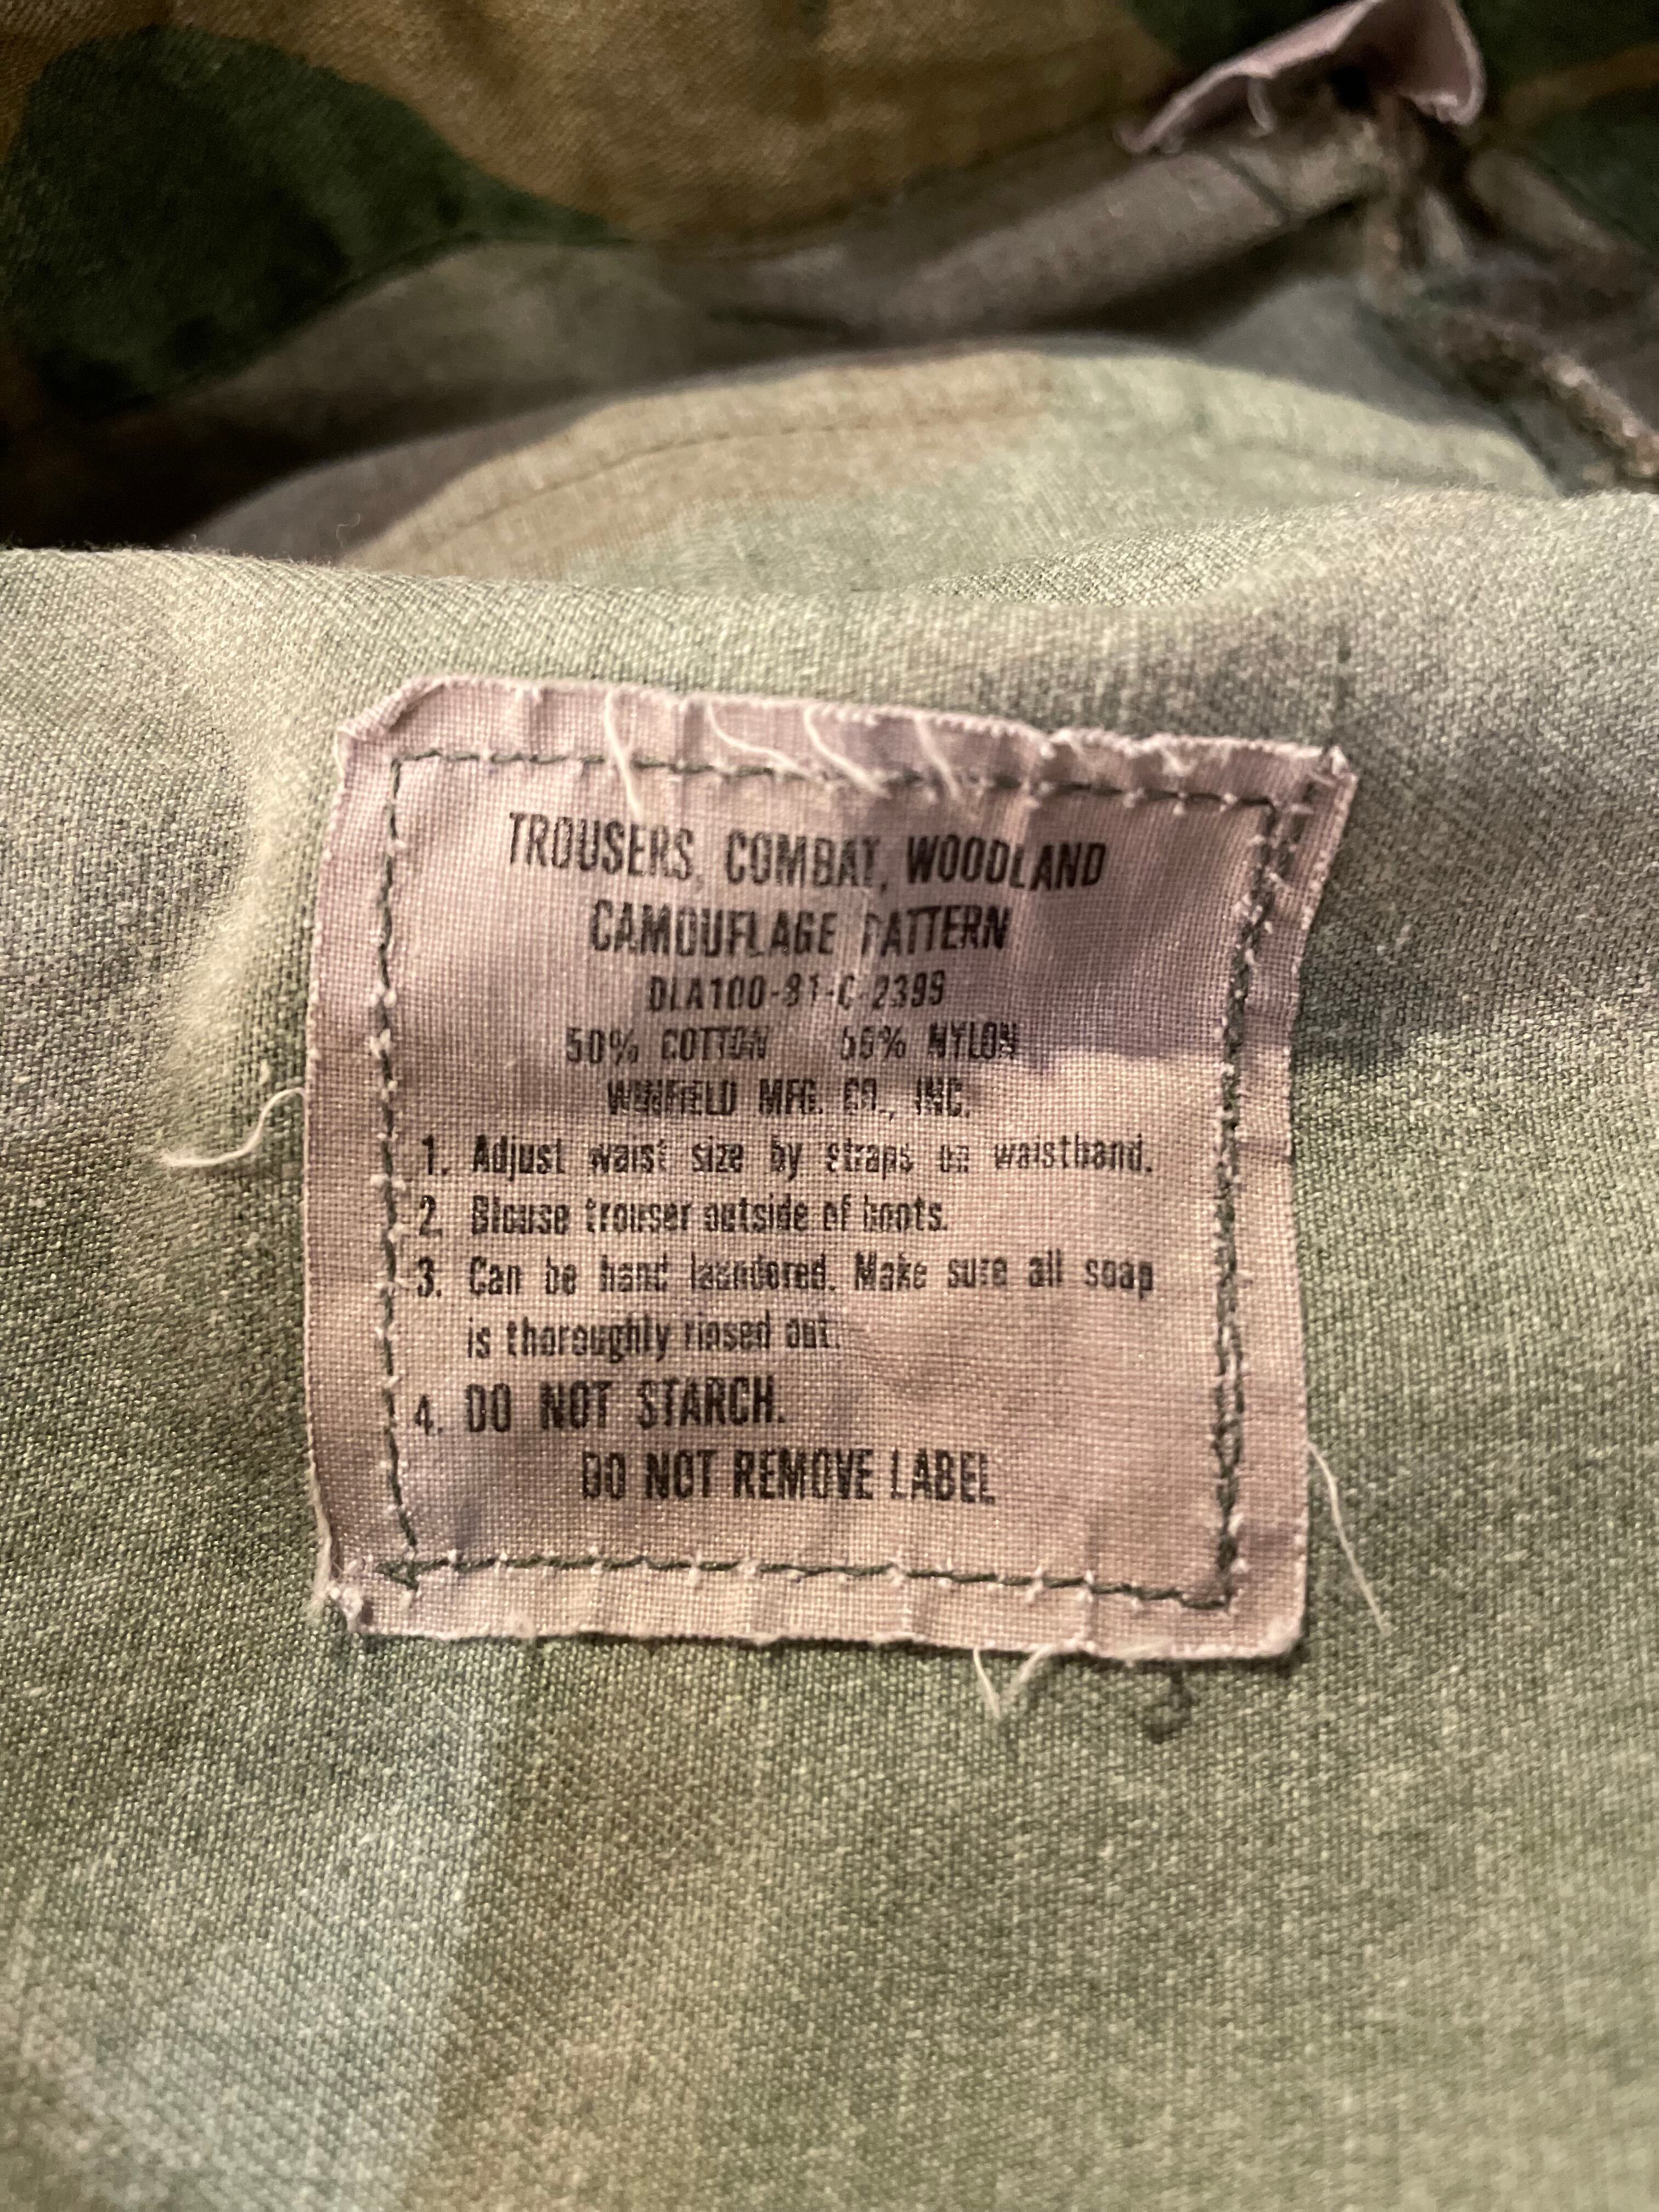 TROUSERS, COMBAT, WOODLAND
CAMOUFLAGE PATTERN
DLA100-81-C-2399
50% COTTON 50% NYLON
WINFIELD MFG. CO., INC.
1. Adjust waist size by straps on waistband.
2. Blouse trouser outside of boots.
3. Can be hand laundered. Make sure all soap
is thoroughly rinsed out.
4. DO NOT STARCH.
DO NOT REMOVE LABEL